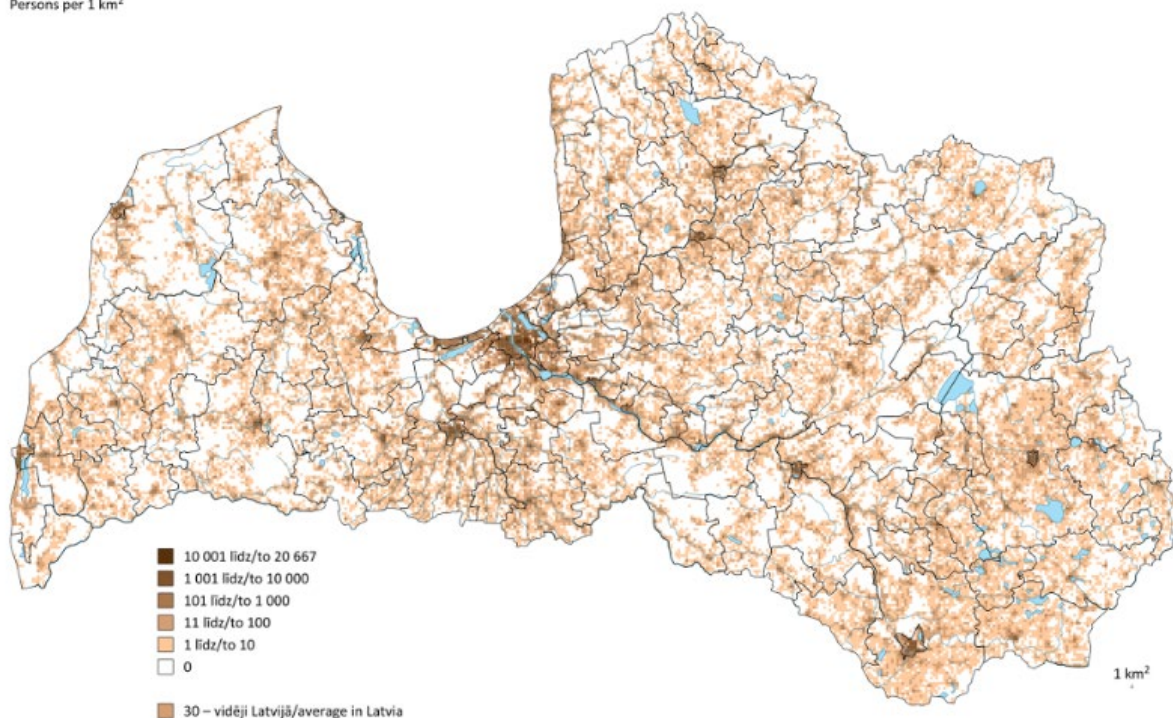 Persons per 1 km²
10 001 līdz/to 20 667
1 001 līdz/to 10 000
101 līdz/to 1 000
11 līdz/to 100
1 līdz/to 10
0
1 km²
30 – vidēji Latvijā/average in Latvia